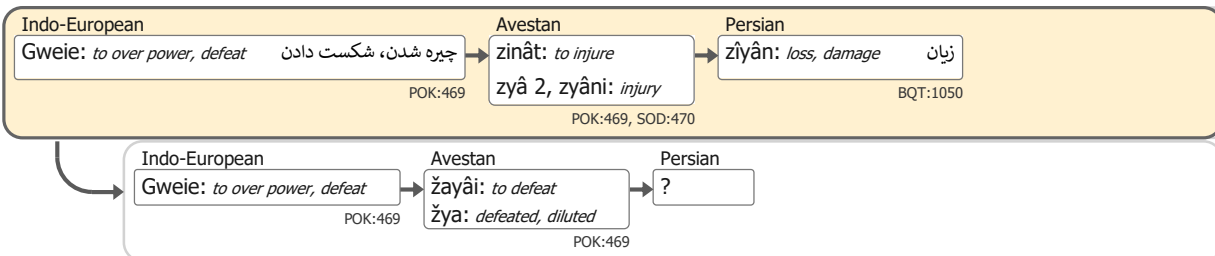 Indo-European Avestan Persian
Gweie: to over power, defeat چیره شدن، شکست دادن zinât: to injure zîyân: loss, damage زیان
zyâ 2, zyâni: injury
POK:469 BQT:1050
POK:469, SOD:470
Indo-European Avestan Persian
Gweie: to over power, defeat žayâi: to defeat ?
žya: defeated, diluted
POK:469
POK:469